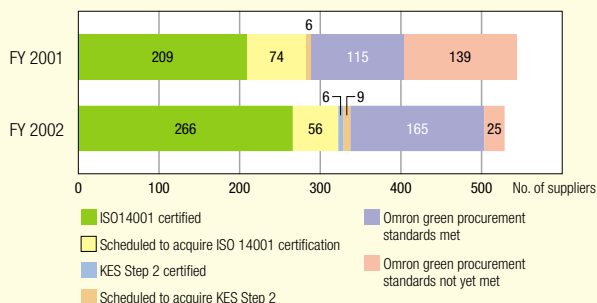 6
FY 2001
209
74
115
139
6
9
FY 2002
266
56
165
25
0
100
200
300
400
500
No. of suppliers
ISO14001 certified
Scheduled to acquire ISO 14001 certification
KES Step 2 certified
Scheduled to acquire KES Step 2
Omron green procurement
standards met
Omron green procurement
standards not yet met